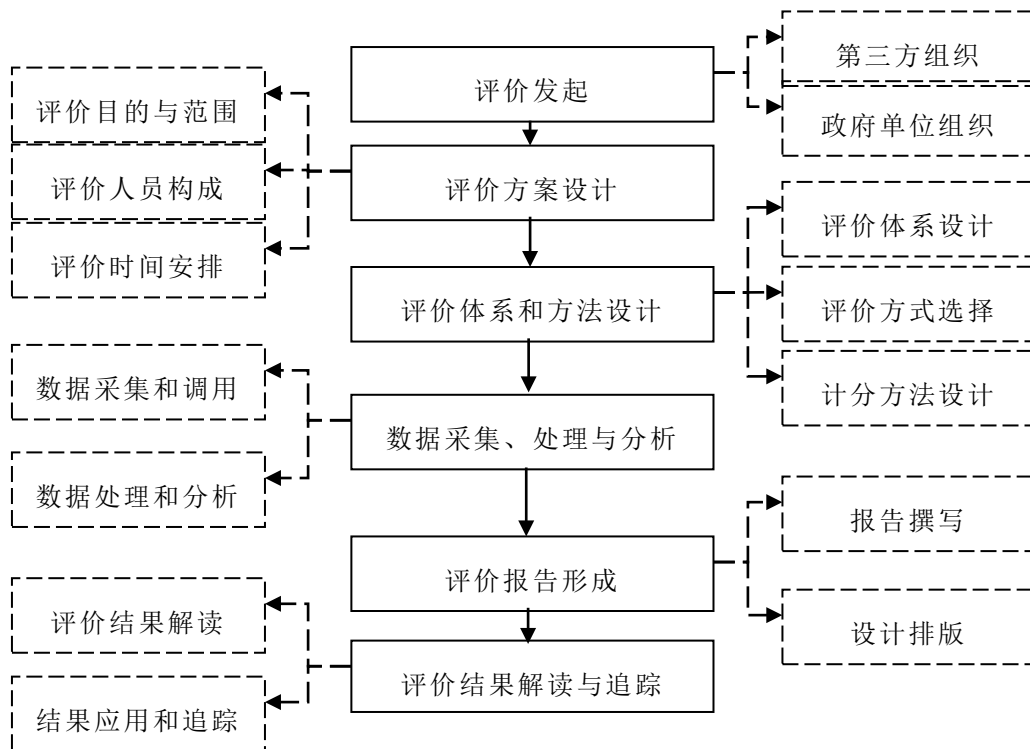 评价发起
第三方组织
政府单位组织
评价方案设计
评价目的与范围
评价人员构成
评价时间安排
评价体系和方法设计
评价体系设计
评价方式选择
计分方法设计
数据采集、处理与分析
数据采集和调用
数据处理和分析
评价报告形成
报告撰写
设计排版
评价结果解读与追踪
评价结果解读
结果应用和追踪